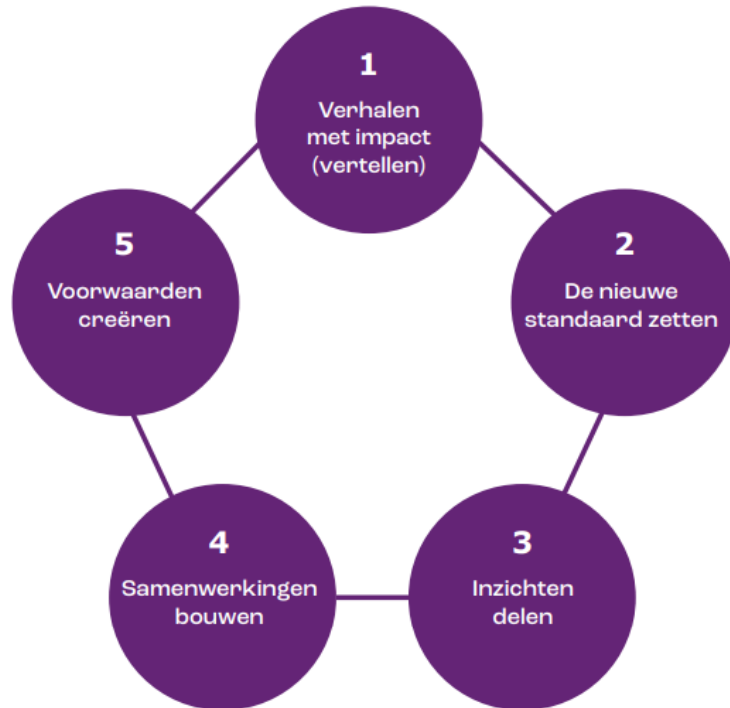 1
Verhalen
met impact
(vertellen)
2
De nieuwe
standaard zetten
3
Inzichten
delen
4
Samenwerkingen
bouwen
5
Voorwaarden
creëren